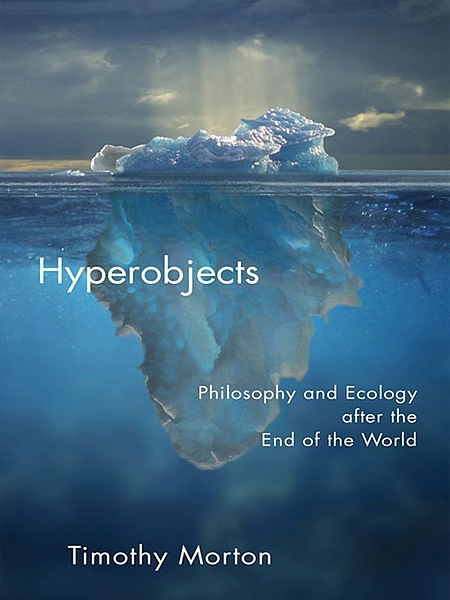 Hyperobjects
Philosophy and Ecology
after the
End of the World
Timothy Morton